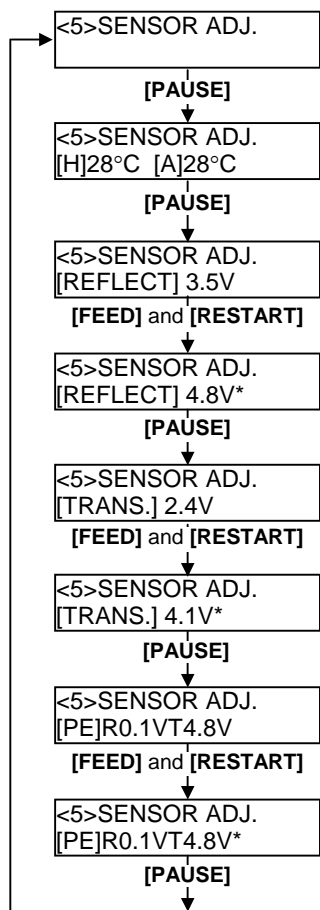 <5>SENSOR ADJ.
[PAUSE]
<5>SENSOR ADJ.
[H]28°C [A]28°C
[PAUSE]
<5>SENSOR ADJ.
[REFLECT] 3.5V
[FEED] and [RESTART]
<5>SENSOR ADJ.
[REFLECT] 4.8V*
[PAUSE]
<5>SENSOR ADJ.
[TRANS.] 2.4V
[FEED] and [RESTART]
<5>SENSOR ADJ.
[TRANS.] 4.1V*
[PAUSE]
<5>SENSOR ADJ.
[PE]R0.1VT4.8V
[FEED] and [RESTART]
<5>SENSOR ADJ.
[PE]R0.1VT4.8V*
[PAUSE]